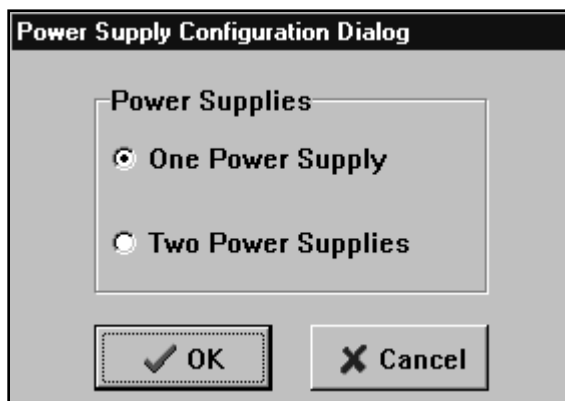 Power Supply Configuration Dialog
Power Supplies
One Power Supply
Two Power Supplies
OK
Cancel